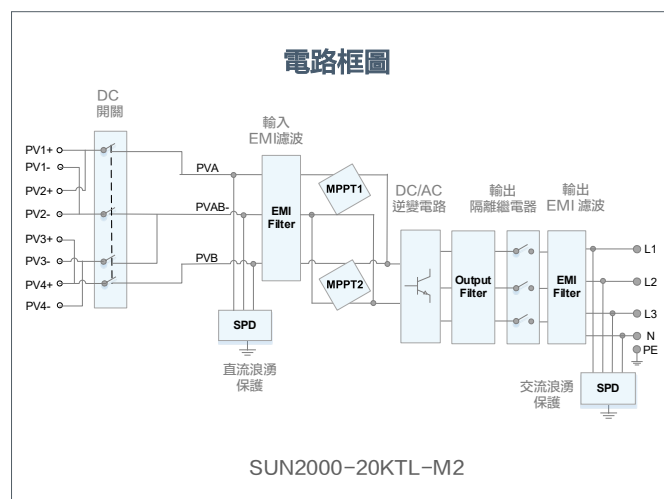 電路框圖
DC
開關
PV1+
PV1-
PV2+
PV2-
PV3+
PV3-
PV4+
PV4-
PVA
PVAB-
PVB
輸入
EMI濾波
EMI
Filter
SPD
直流浪湧
保護
MPPT1
MPPT2
DC/AC
逆變電路
Output
Filter
輸出
隔離繼電器
輸出
EMI 濾波
EMI
Filter
L1
L2
L3
N
PE
SPD
交流浪湧
保護
SUN2000-20KTL-M2